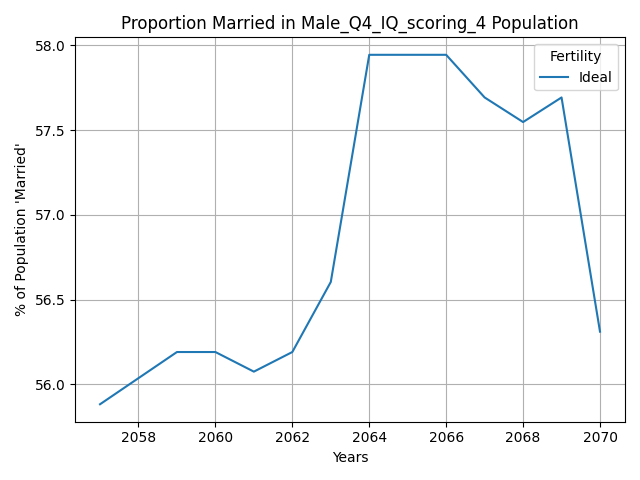 Proportion Married in Male_Q4_IQ_scoring_4 Population
Fertility
Ideal
58.0
57.5
57.0
56.5
56.0
% of Population 'Married'
2058 2060 2062 2064 2066 2068 2070
Years